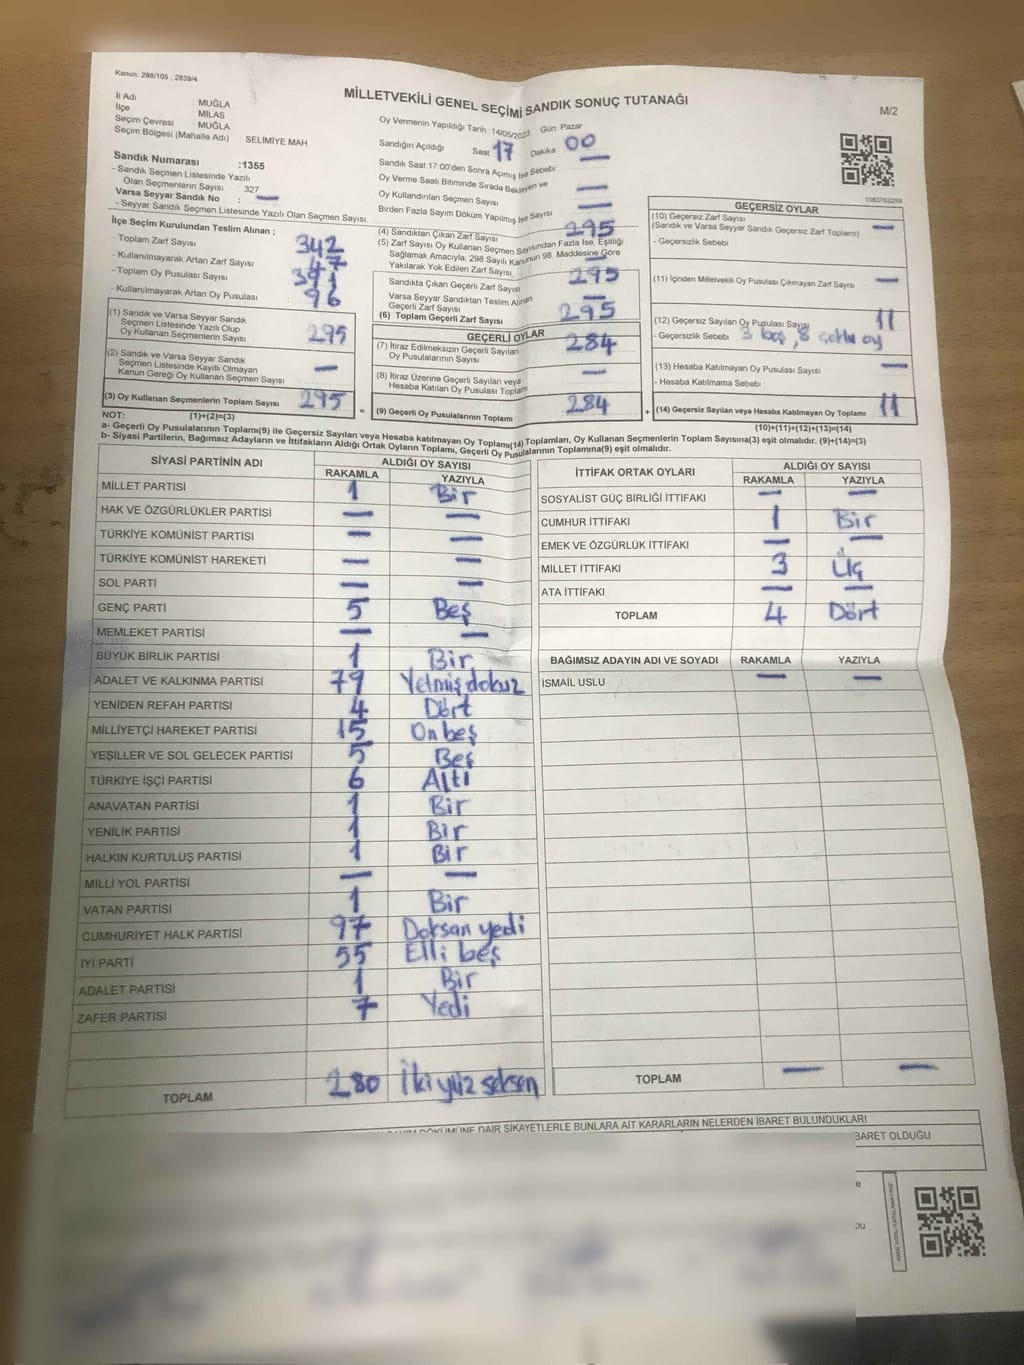 Kanun. 298/105 , 2839/4
MİLLETVEKİLİ GENEL SEÇİMİ SANDIK SONUÇ TUTANAĞI
M/2
İl Adı : MUĞLA
İlçe : MİLAS
Seçim Çevresi : MUĞLA
Seçim Bölgesi (Mahalle Adı) : SELİMİYE MAH.
Sandık Numarası :1355
- Sandık Seçmen Listesinde Yazılı
Olan Seçmenlerin Sayısı : 327
Varsa Seyyar Sandık No : —
- Seyyar Sandık Seçmen Listesinde Yazılı Olan Seçmen Sayısı:
Oy Vermenin Yapıldığı Tarih :14/05/2023 Gün: Pazar
Sandığın Açıldığı Saat 17 Dakika : 00
Sandık Saat 17:00'den Sonra Açımış İse Sebebi : —
Oy Verme Saati Bitiminde Sırada Bekleyen ve
Oy Kullandırılan Seçmen Sayısı —
Birden Fazla Sayım Döküm Yapılmış İse Sayısı —
1083782299
İlçe Seçim Kurulundan Teslim Alınan ;
- Toplam Zarf Sayısı : 342
- Kullanılmayarak Artan Zarf Sayısı : 47
- Toplam Oy Pusulası Sayısı : 391
- Kullanılmayarak Artan Oy Pusulası : 96
(1) Sandık ve Varsa Seyyar Sandık
Seçmen Listesinde Yazılı Olup
Oy Kullanan Seçmenlerin Sayısı 295
(2) Sandık ve Varsa Seyyar Sandık
Seçmen Listesinde Kayıtlı Olmayan
Kanun Gereği Oy Kullanan Seçmen Sayısı —
(3) Oy Kullanan Seçmenlerin Toplam Sayısı 295
(4) Sandıktan Çıkan Zarf Sayısı 295
(5) Zarf Sayısı Oy Kullanan Seçmen Sayısından Fazla İse, Eşitliği
Sağlamak Amacıyla, 298 Sayılı Kanunun 98. Maddesine Göre
Yakılarak Yok Edilen Zarf Sayısı —
Sandıkta Çıkan Geçerli Zarf Sayısı 295
Varsa Seyyar Sandıktan Teslim Alınan
Geçerli Zarf Sayısı —
(6) Toplam Geçerli Zarf Sayısı 295
GEÇERLİ OYLAR
(7) İtiraz Edilmeksizin Geçerli Sayılan
Oy Pusulalarının Sayısı 284
(8) İtiraz Üzerine Geçerli Sayılan veya
Hesaba Katılan Oy Pusulası Toplamı —
(9) Geçerli Oy Pusulalarının Toplamı 284
GEÇERSİZ OYLAR
(10) Geçersiz Zarf Sayısı
(Sandık ve Varsa Seyyar Sandık Geçersiz Zarf Toplamı) —
- Geçersizlik Sebebi :
(11) İçinden Milletvekili Oy Pusulası Çıkmayan Zarf Sayısı —
(12) Geçersiz Sayılan Oy Pusulası Sayısı 11
- Geçersizlik Sebebi : 3 boş, 8 çoklu oy
(13) Hesaba Katılmayan Oy Pusulası Sayısı —
- Hesaba Katılmama Sebebi :
(14) Geçersiz Sayılan veya Hesaba Katılmayan Oy Toplamı 11
NOT: (1)+(2)=(3)
(10)+(11)+(12)+(13)=(14)
a- Geçerli Oy Pusulalarının Toplamı(9) ile Geçersiz Sayılan veya Hesaba katılmayan Oy Toplamı(14) Toplamları, Oy Kullanan Seçmenlerin Toplam Sayısına(3) eşit olmalıdır. (9)+(14)=(3)
b- Siyasi Partilerin, Bağımsız Adayların ve İttifakların Aldığı Ortak Oyların Toplamı, Geçerli Oy Pusulalarının Toplamına(9) eşit olmalıdır.
SİYASİ PARTİNİN ADI ALDIĞI OY SAYISI
RAKAMLA YAZIYLA
MİLLET PARTİSİ 1 Bir
HAK VE ÖZGÜRLÜKLER PARTİSİ — —
TÜRKİYE KOMÜNİST PARTİSİ — —
TÜRKİYE KOMÜNİST HAREKETİ — —
SOL PARTİ — —
GENÇ PARTİ 5 Beş
MEMLEKET PARTİSİ — —
BÜYÜK BİRLİK PARTİSİ 1 Bir
ADALET VE KALKINMA PARTİSİ 79 Yetmiş dokuz
YENİDEN REFAH PARTİSİ 4 Dört
MİLLİYETÇİ HAREKET PARTİSİ 15 On beş
YEŞİLLER VE SOL GELECEK PARTİSİ 5 Beş
TÜRKİYE İŞÇİ PARTİSİ 6 Altı
ANAVATAN PARTİSİ 1 Bir
YENİLİK PARTİSİ 1 Bir
HALKIN KURTULUŞ PARTİSİ 1 Bir
MİLLİ YOL PARTİSİ — —
VATAN PARTİSİ 1 Bir
CUMHURİYET HALK PARTİSİ 97 Doksan yedi
İYİ PARTİ 55 Elli beş
ADALET PARTİSİ 1 Bir
ZAFER PARTİSİ 7 Yedi
TOPLAM 280 İki yüz seksen
İTTİFAK ORTAK OYLARI ALDIĞI OY SAYISI
RAKAMLA YAZIYLA
SOSYALİST GÜÇ BİRLİĞİ İTTİFAKI — —
CUMHUR İTTİFAKI 1 Bir
EMEK VE ÖZGÜRLÜK İTTİFAKI — —
MİLLET İTTİFAKI 3 Üç
ATA İTTİFAKI — —
TOPLAM 4 Dört
BAĞIMSIZ ADAYIN ADI VE SOYADI RAKAMLA YAZIYLA
İSMAİL USLU — —
TOPLAM — —
DÖKÜMÜNE DAİR ŞİKAYETLERLE BUNLARA AİT KARARLARIN NELERDEN İBARET BULUNDUKLARI
BARET OLDUĞU